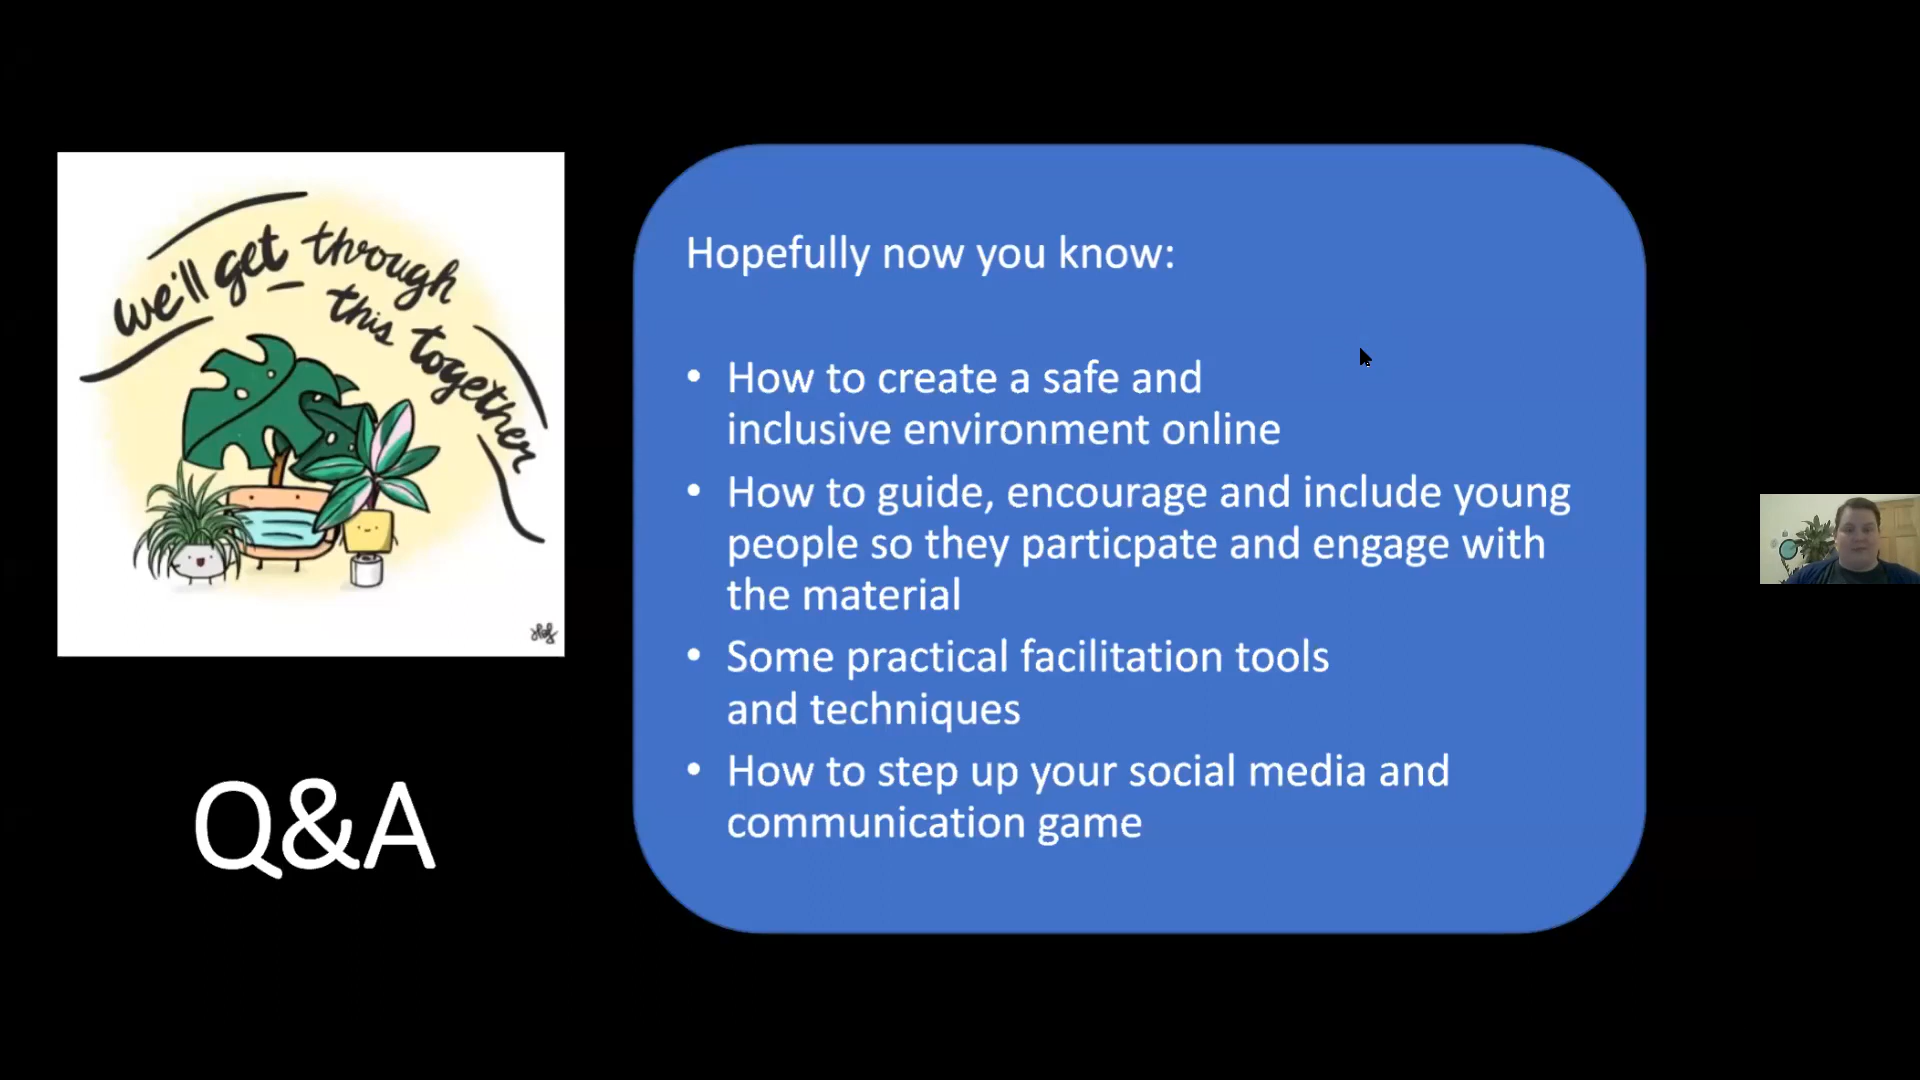 we'll get through
this together
Q&A
Hopefully now you know:
• How to create a safe and
inclusive environment online
• How to guide, encourage and include young
people so they particpate and engage with
the material
• Some practical facilitation tools
and techniques
• How to step up your social media and
communication game